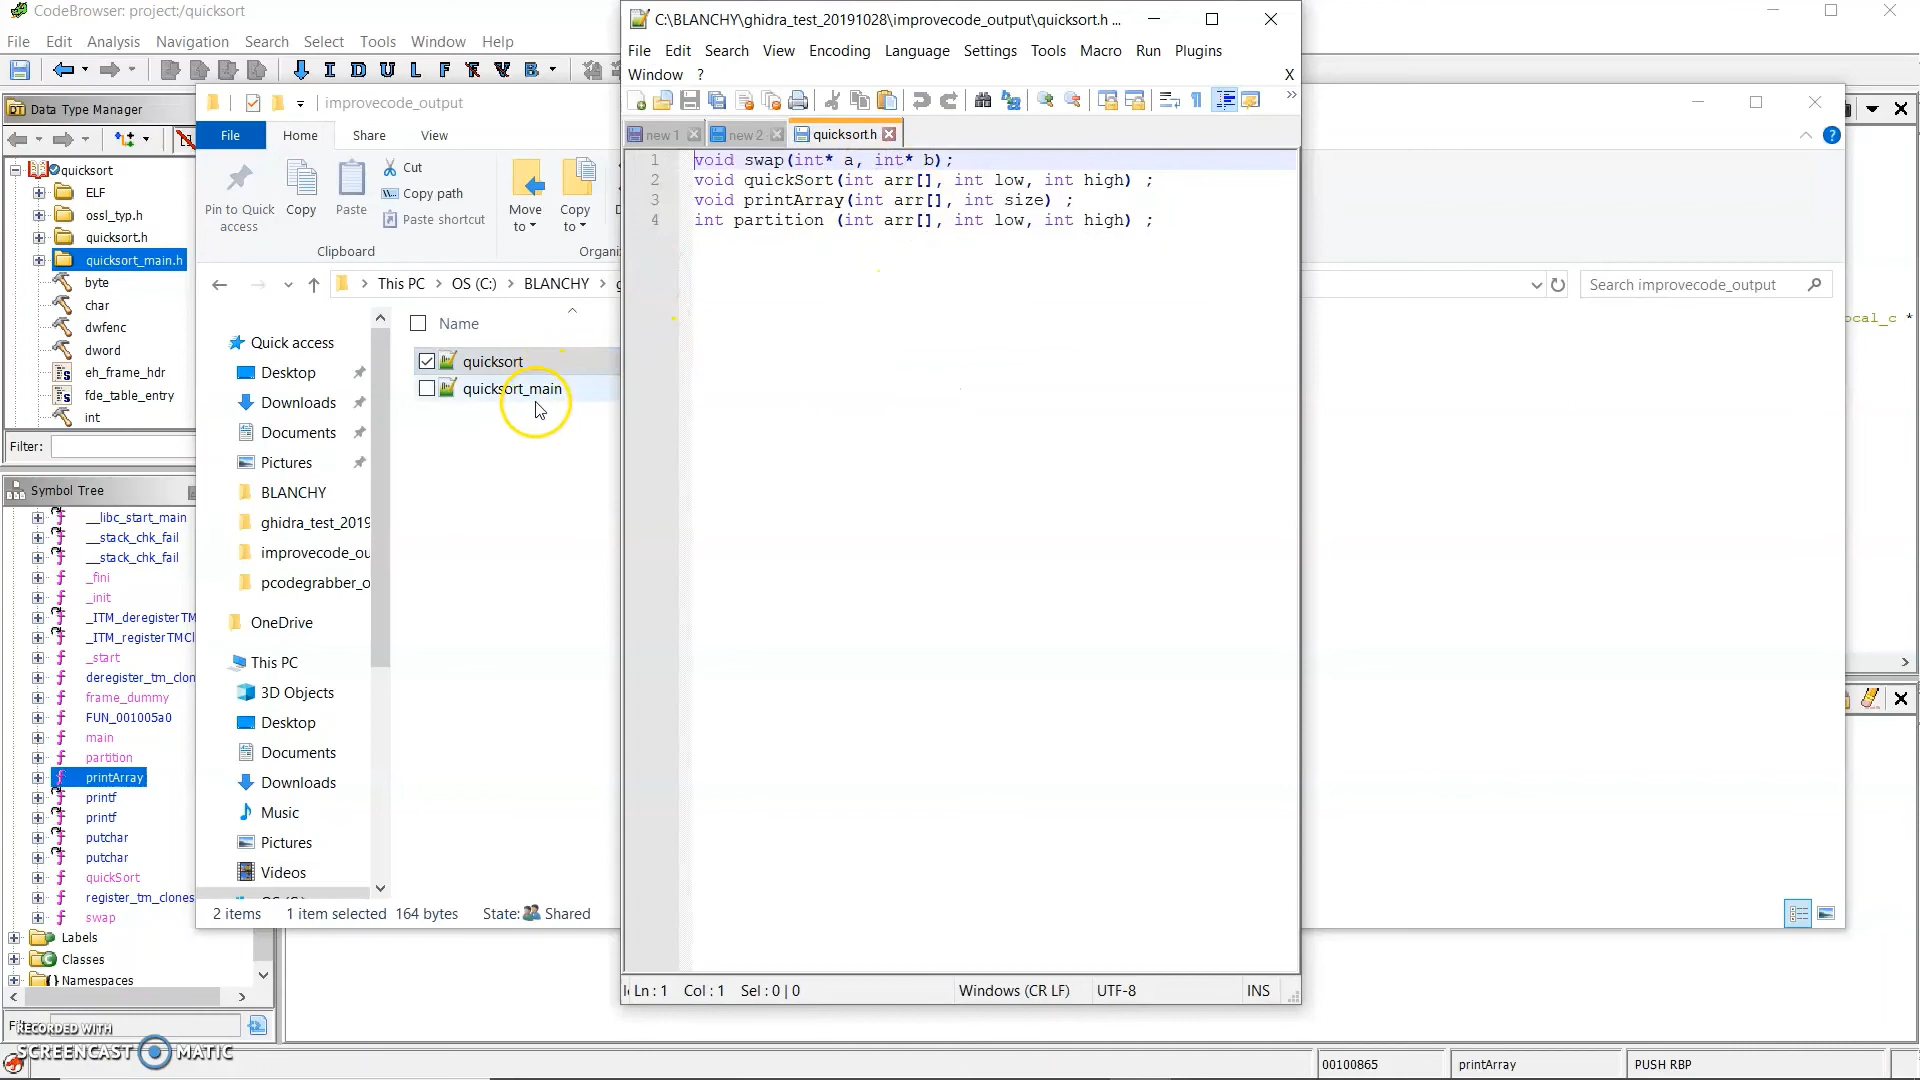 CodeBrowser: project:/quicksort
File Edit Analysis Navigation Search Select Tools Window Help
I D U L F V B
Data Type Manager
quicksort
ELF
ossl_typ.h
quicksort.h
quicksort_main.h
byte
char
dwfenc
dword
eh_frame_hdr
fde_table_entry
int
Filter:
Symbol Tree
__libc_start_main
__stack_chk_fail
__stack_chk_fail
_fini
_init
_ITM_deregisterTM
_ITM_registerTMCl
_start
deregister_tm_clon
frame_dummy
FUN_001005a0
main
partition
printArray
printf
printf
putchar
putchar
quickSort
register_tm_clones
swap
Labels
Classes
Namespaces
RECORDED WITH
SCREENCAST MATIC
improvecode_output
File Home Share View
Pin to Quick access
Copy
Paste
Cut
Copy path
Paste shortcut
Clipboard
Move to
Copy to
Organi
This PC OS (C:) BLANCHY
Search improvecode_output
Name
quicksort
quicksort_main
Quick access
Desktop
Downloads
Documents
Pictures
BLANCHY
ghidra_test_2019
improvecode_ou
pcodegrabber_o
OneDrive
This PC
3D Objects
Desktop
Documents
Downloads
Music
Pictures
Videos
2 items 1 item selected 164 bytes State: Shared
C:\BLANCHY\ghidra_test_20191028\improvecode_output\quicksort.h ...
File Edit Search View Encoding Language Settings Tools Macro Run Plugins
Window ? X
new 1 new 2 quicksort.h
1 void swap(int* a, int* b);
2 void quickSort(int arr[], int low, int high) ;
3 void printArray(int arr[], int size) ;
4 int partition (int arr[], int low, int high) ;
Ln : 1 Col : 1 Sel : 0 | 0 Windows (CR LF) UTF-8 INS
ocal_c *
00100865 printArray PUSH RBP